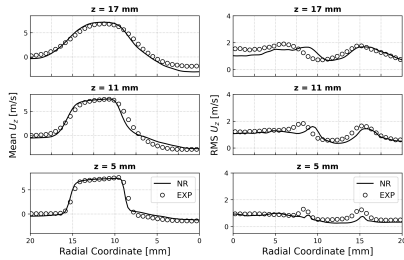 z = 17 mm
z = 17 mm
5
0
4
2
0
z = 11 mm
z = 11 mm
Mean U_z [m/s]
RMS U_z [m/s]
5
0
4
2
0
z = 5 mm
z = 5 mm
5
0
4
2
0
NR
EXP
NR
EXP
20 15 10 5 0
0 5 10 15 20
Radial Coordinate [mm]
Radial Coordinate [mm]